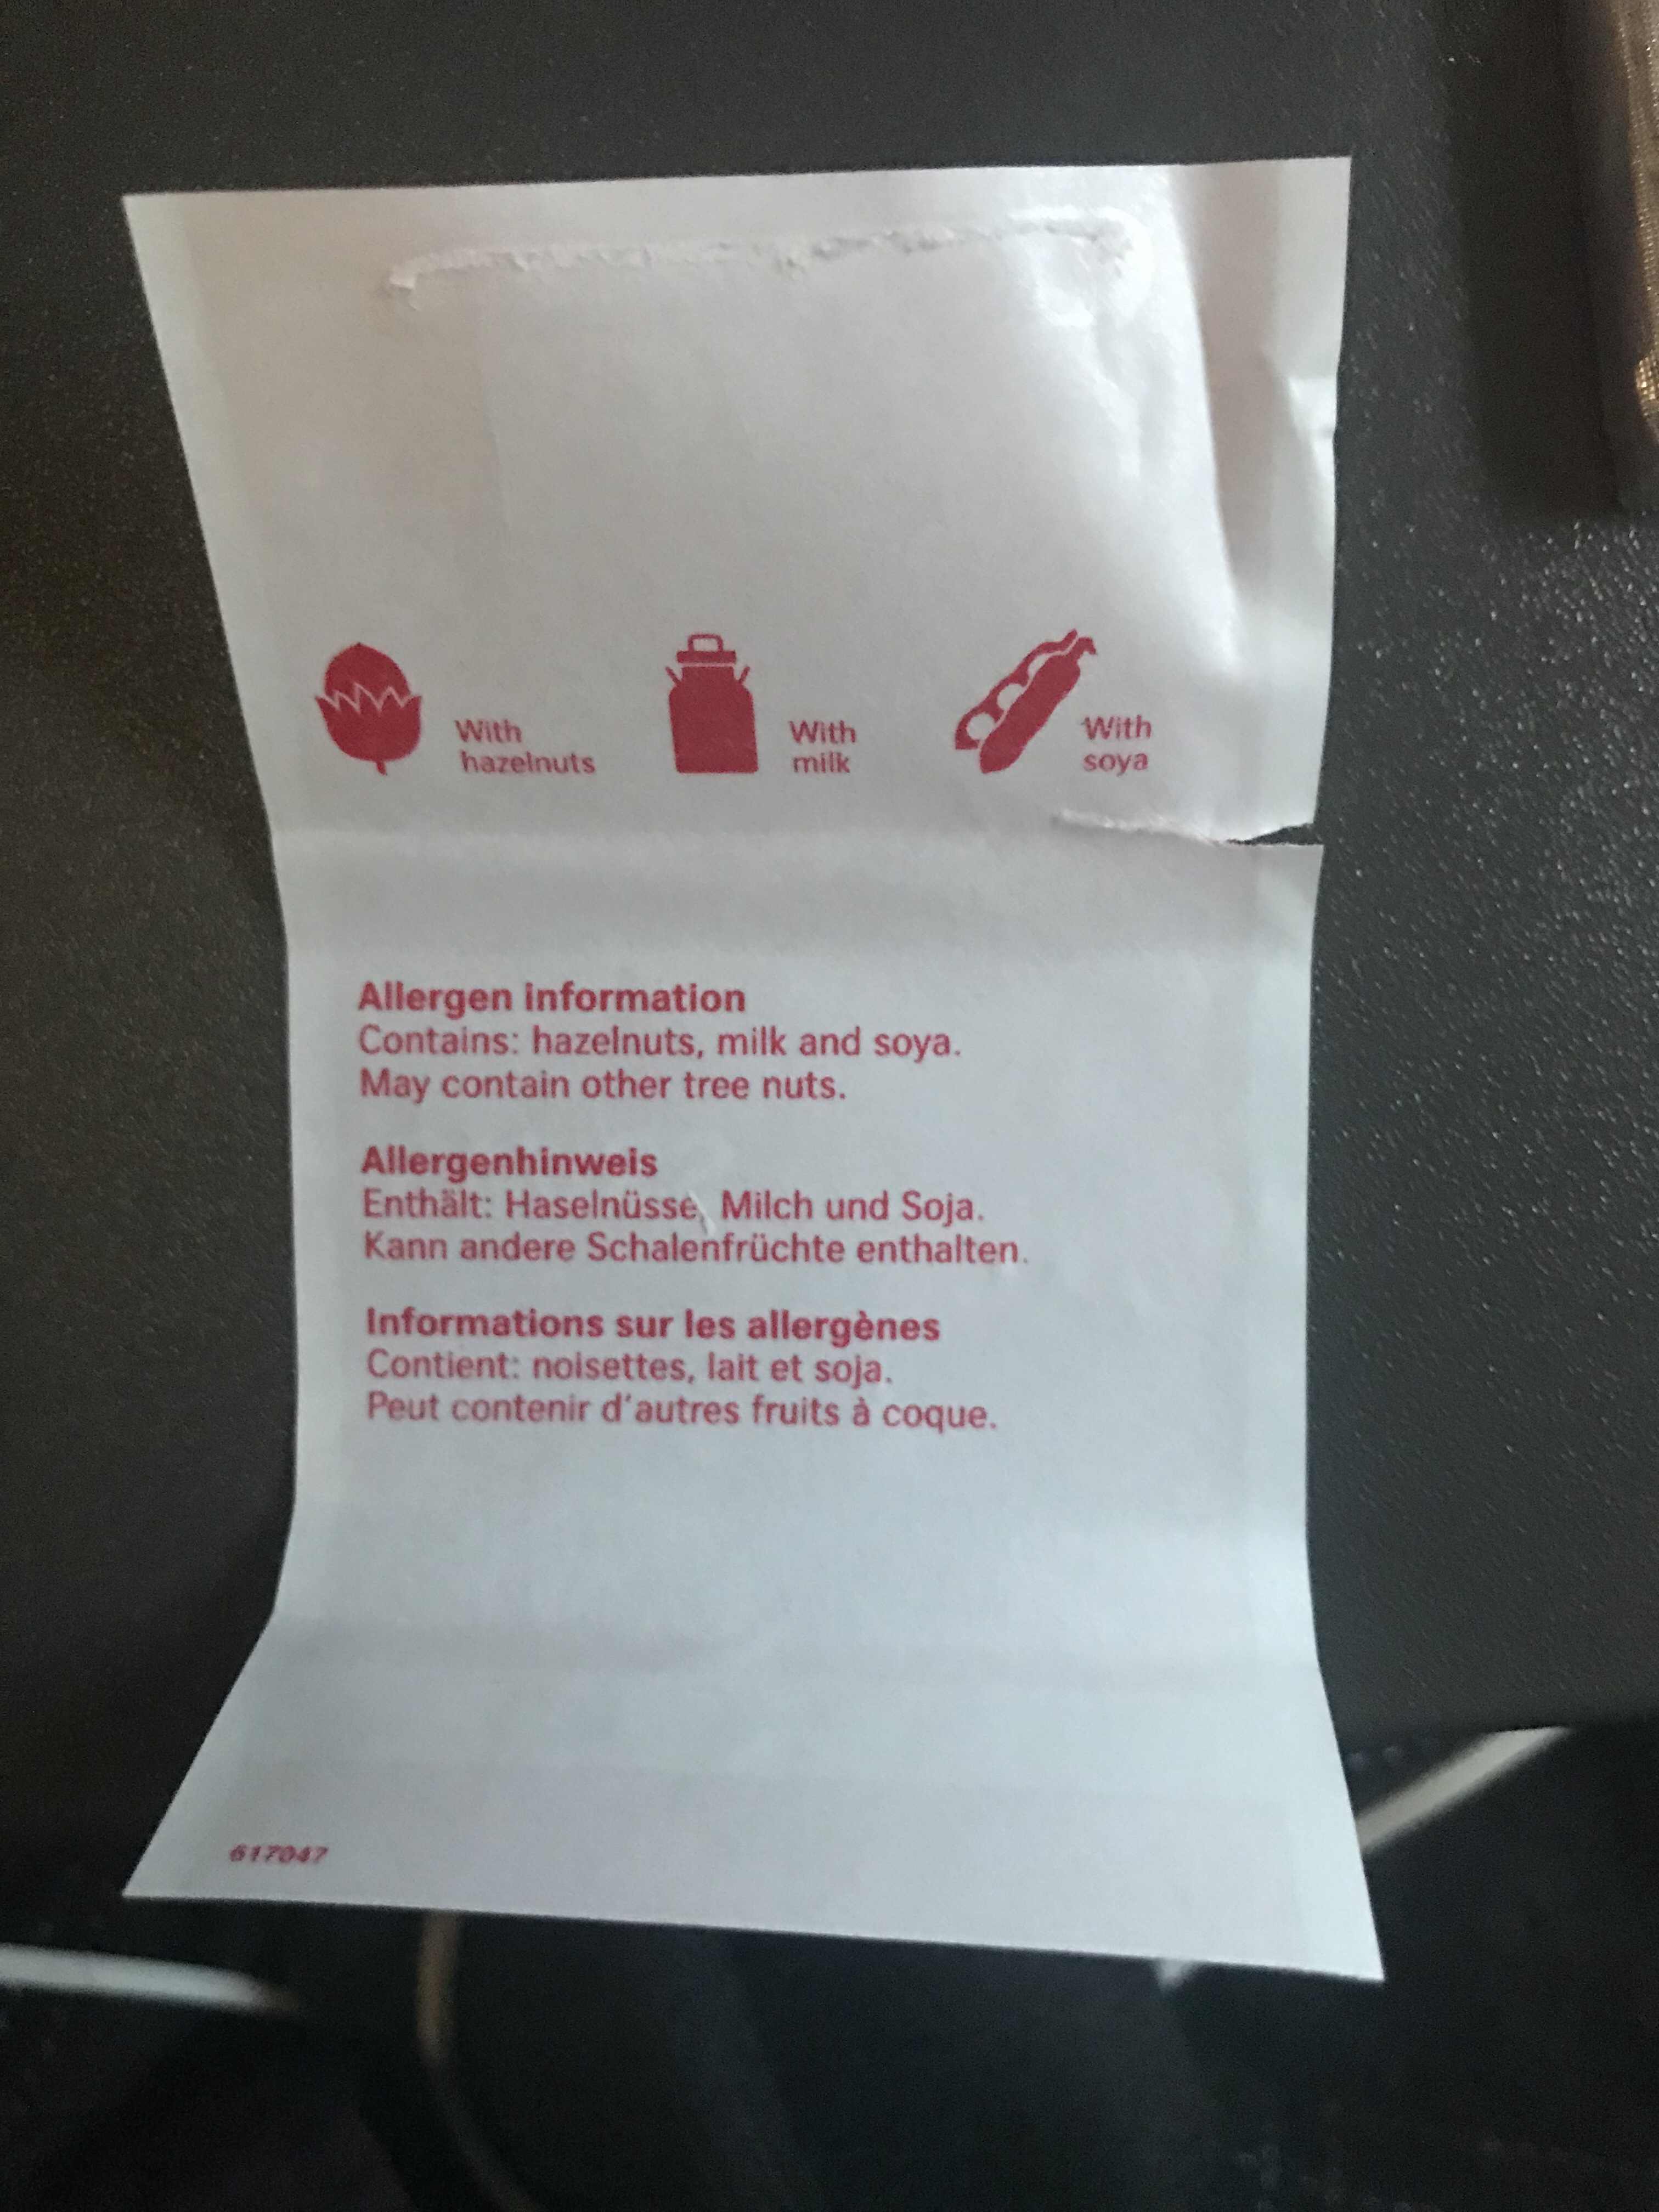 With
hazelnuts
With
milk
With
soya
Allergen information
Contains: hazelnuts, milk and soya.
May contain other tree nuts.
Allergenhinweis
Enthält: Haselnüsse, Milch und Soja.
Kann andere Schalenfrüchte enthalten.
Informations sur les allergènes
Contient: noisettes, lait et soja.
Peut contenir d'autres fruits à coque.
617047